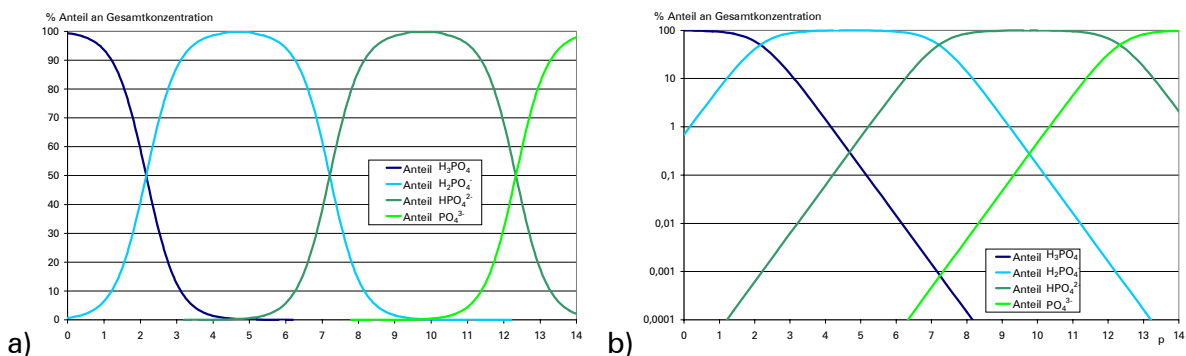 % Anteil an Gesamtkonzentration
100
90
80
70
60
50
40
30
20
10
0
0 1 2 3 4 5 6 7 8 9 10 11 12 13 14
Anteil H₃PO₄
Anteil H₂PO₄⁻
Anteil HPO₄²⁻
Anteil PO₄³⁻
a)
% Anteil an Gesamtkonzentration
100
10
1
0,1
0,01
0,001
0,0001
0 1 2 3 4 5 6 7 8 9 10 11 12 13 14
p
Anteil H₃PO₄
Anteil H₂PO₄⁻
Anteil HPO₄²⁻
Anteil PO₄³⁻
b)